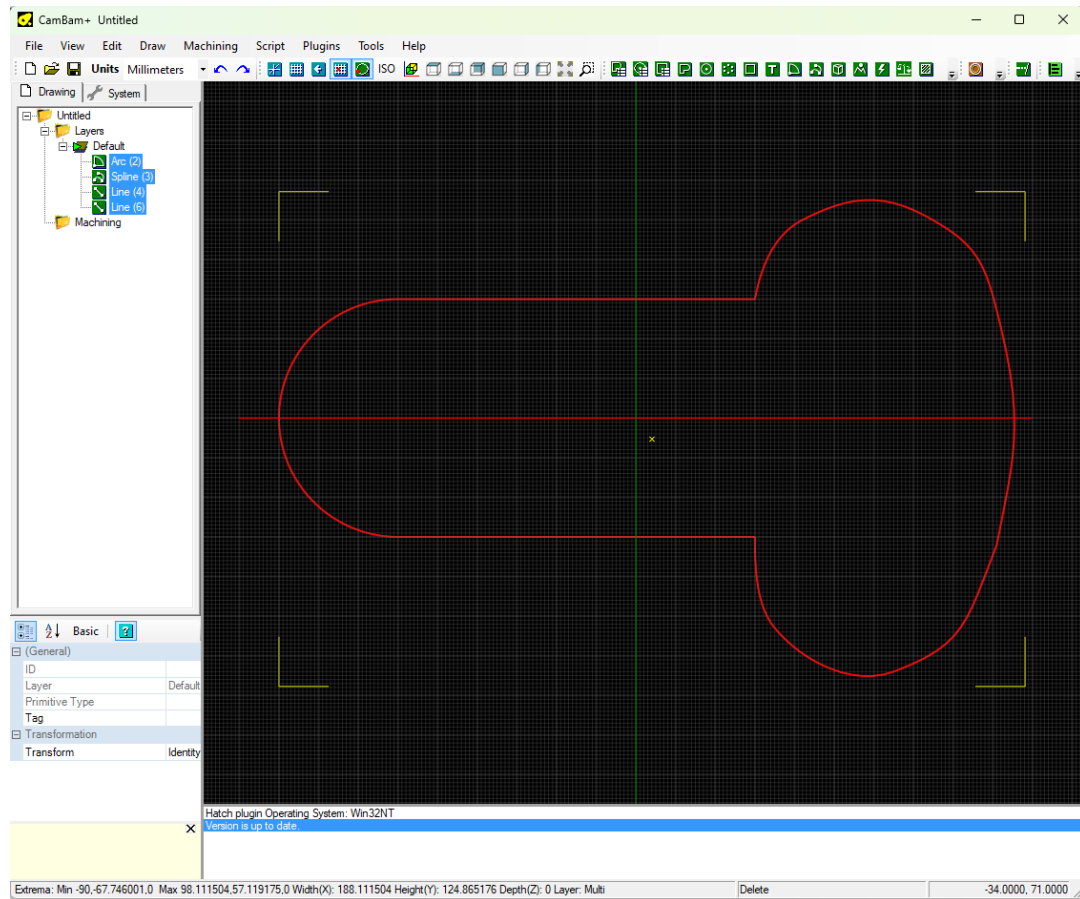 CamBam+ Untitled
File View Edit Draw Machining Script Plugins Tools Help
Units Millimeters ISO
Drawing System
Untitled
Layers
Default
Arc (2)
Spline (3)
Line (4)
Line (6)
Machining
Basic
(General)
ID
Layer Default
Primitive Type
Tag
Transformation
Transform Identity
Hatch plugin Operating System: Win32NT
Version is up to date.
Extrema: Min -90,-67.746001,0 Max 98.111504,57.119175,0 Width(X): 188.111504 Height(Y): 124.865176 Depth(Z): 0 Layer: Multi Delete -34.0000, 71.0000